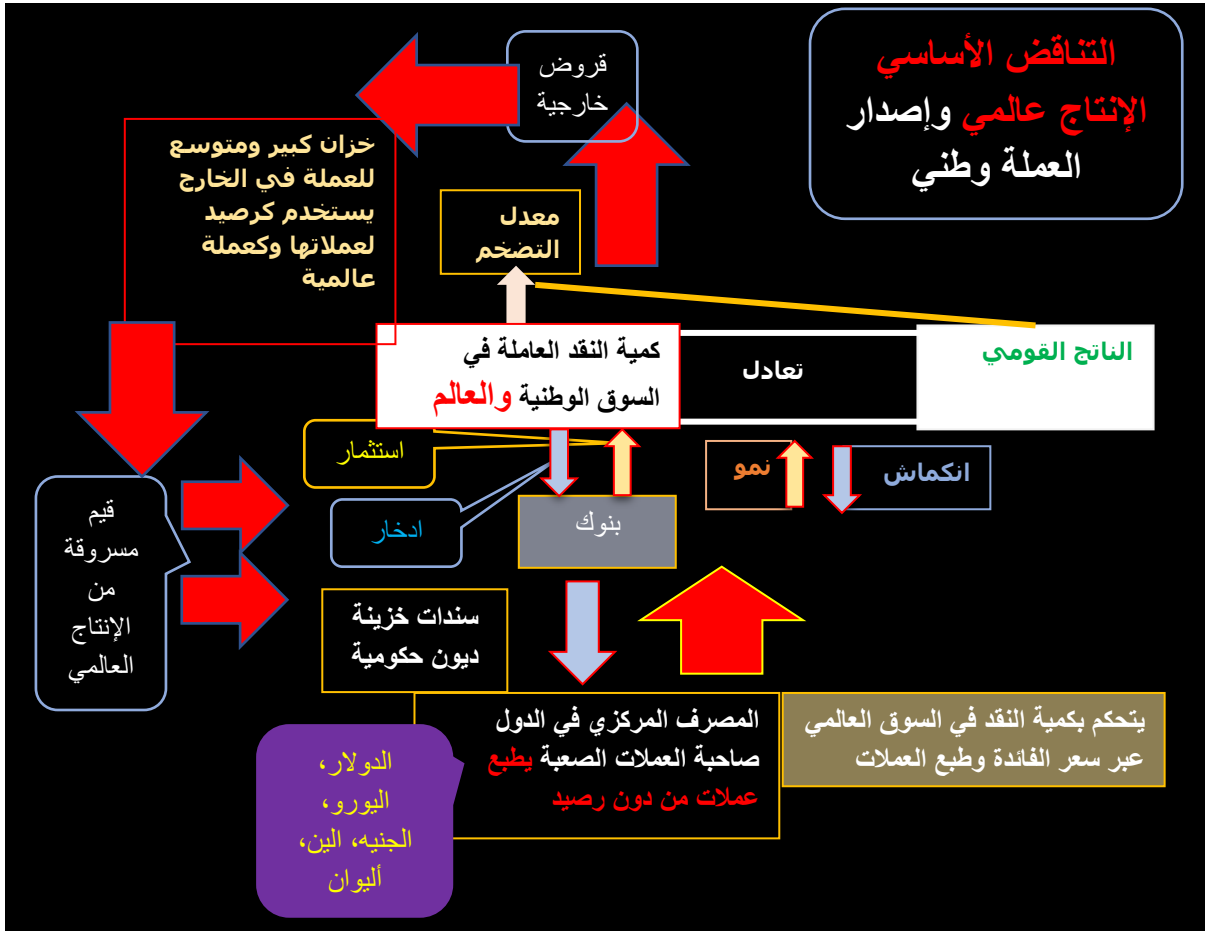 التناقض الأساسي
الإنتاج عالمي وإصدار
العملة وطني
قروض
خارجية
خزان كبير ومتوسع
للعملة في الخارج
يستخدم كرصيد
لعملاتها وكعملة
عالمية
معدل
التضخم
كمية النقد العاملة في
السوق الوطنية والعالم
تعادل
الناتج القومي
استثمار
ادخار
بنوك
نمو
انكماش
قيم
مسروقة
من
الإنتاج
العالمي
سندات خزينة
ديون حكومية
المصرف المركزي في الدول
صاحبة العملات الصعبة يطبع
عملات من دون رصيد
يتحكم بكمية النقد في السوق العالمي
عبر سعر الفائدة وطبع العملات
الدولار،
اليورو،
الجنيه، الين،
أليوان